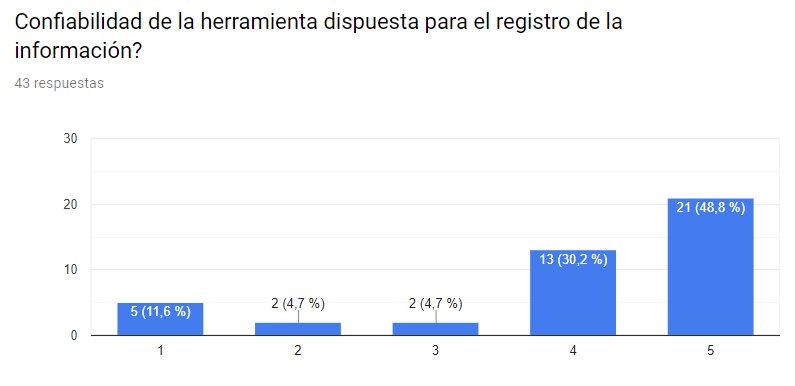 Confiabilidad de la herramienta dispuesta para el registro de la
información?
43 respuestas
30
20
10
0
5 (11,6 %)
2 (4,7 %)
2 (4,7 %)
13 (30,2 %)
21 (48,8 %)
1
2
3
4
5